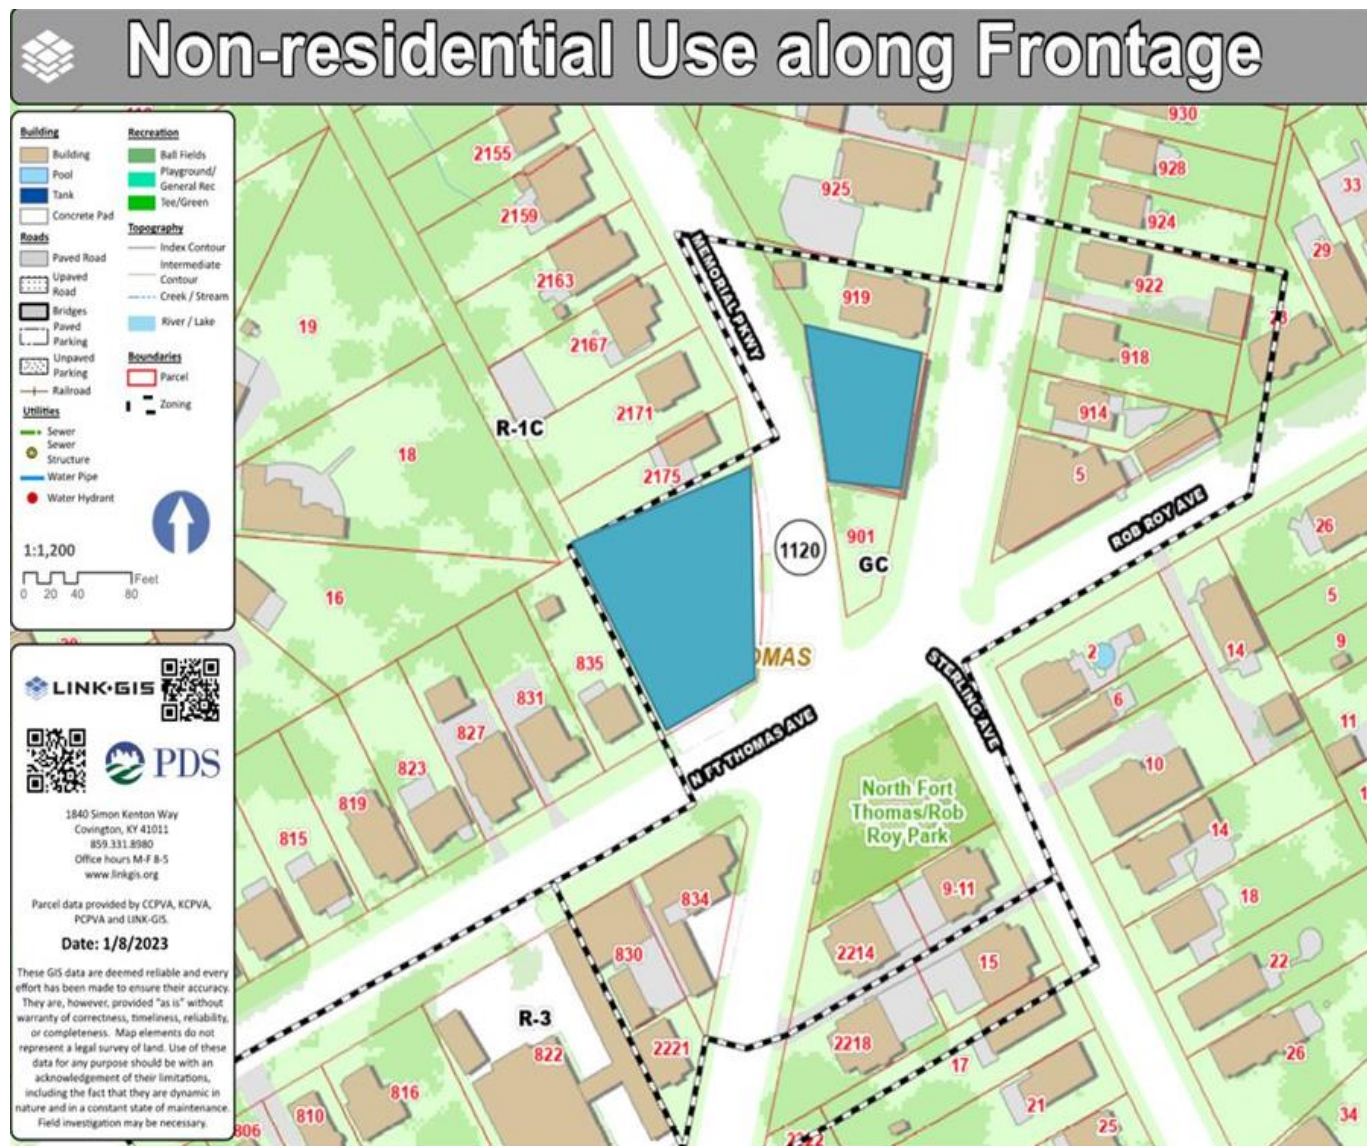 Non-residential Use along Frontage
Building
Building
Pool
Tank
Concrete Pad
Roads
Paved Road
Upaved
Road
Bridges
Paved
Parking
Unpaved
Parking
Railroad
Utilities
Sewer
Sewer
Structure
Water Pipe
Water Hydrant
Recreation
Ball Fields
Playground/
General Rec
Tee/Green
Topography
Index Contour
Intermediate
Contour
Creek / Stream
River / Lake
Boundaries
Parcel
Zoning
1:1,200
Feet
0 20 40 80
LINK•GIS
PDS
1840 Simon Kenton Way
Covington, KY 41011
859.331.8980
Office hours M-F 8-5
www.linkgis.org
Parcel data provided by CCPVA, KCPVA,
PCPVA and LINK-GIS.
Date: 1/8/2023
These GIS data are deemed reliable and every
effort has been made to ensure their accuracy.
They are, however, provided "as is" without
warranty of correctness, timeliness, reliability,
or completeness. Map elements do not
represent a legal survey of land. Use of these
data for any purpose should be with an
acknowledgement of their limitations,
including the fact that they are dynamic in
nature and in a constant state of maintenance.
Field investigation may be necessary.
930
2155
928
925
33
2159
924
29
2163
922
919
19
2167
918
2171
914
R-1C
18
2175
5
MEMORIAL PKWY
ROB ROY AVE
26
901
1120
GC
16
5
9
835
OMAS
2
14
STERLING AVE
831
6
11
827
N FT THOMAS AVE
10
823
North Fort
Thomas/Rob
Roy Park
819
815
14
834
9-11
18
830
2214
15
22
R-3
822
2221
2218
26
17
816
21
810
806
25
34